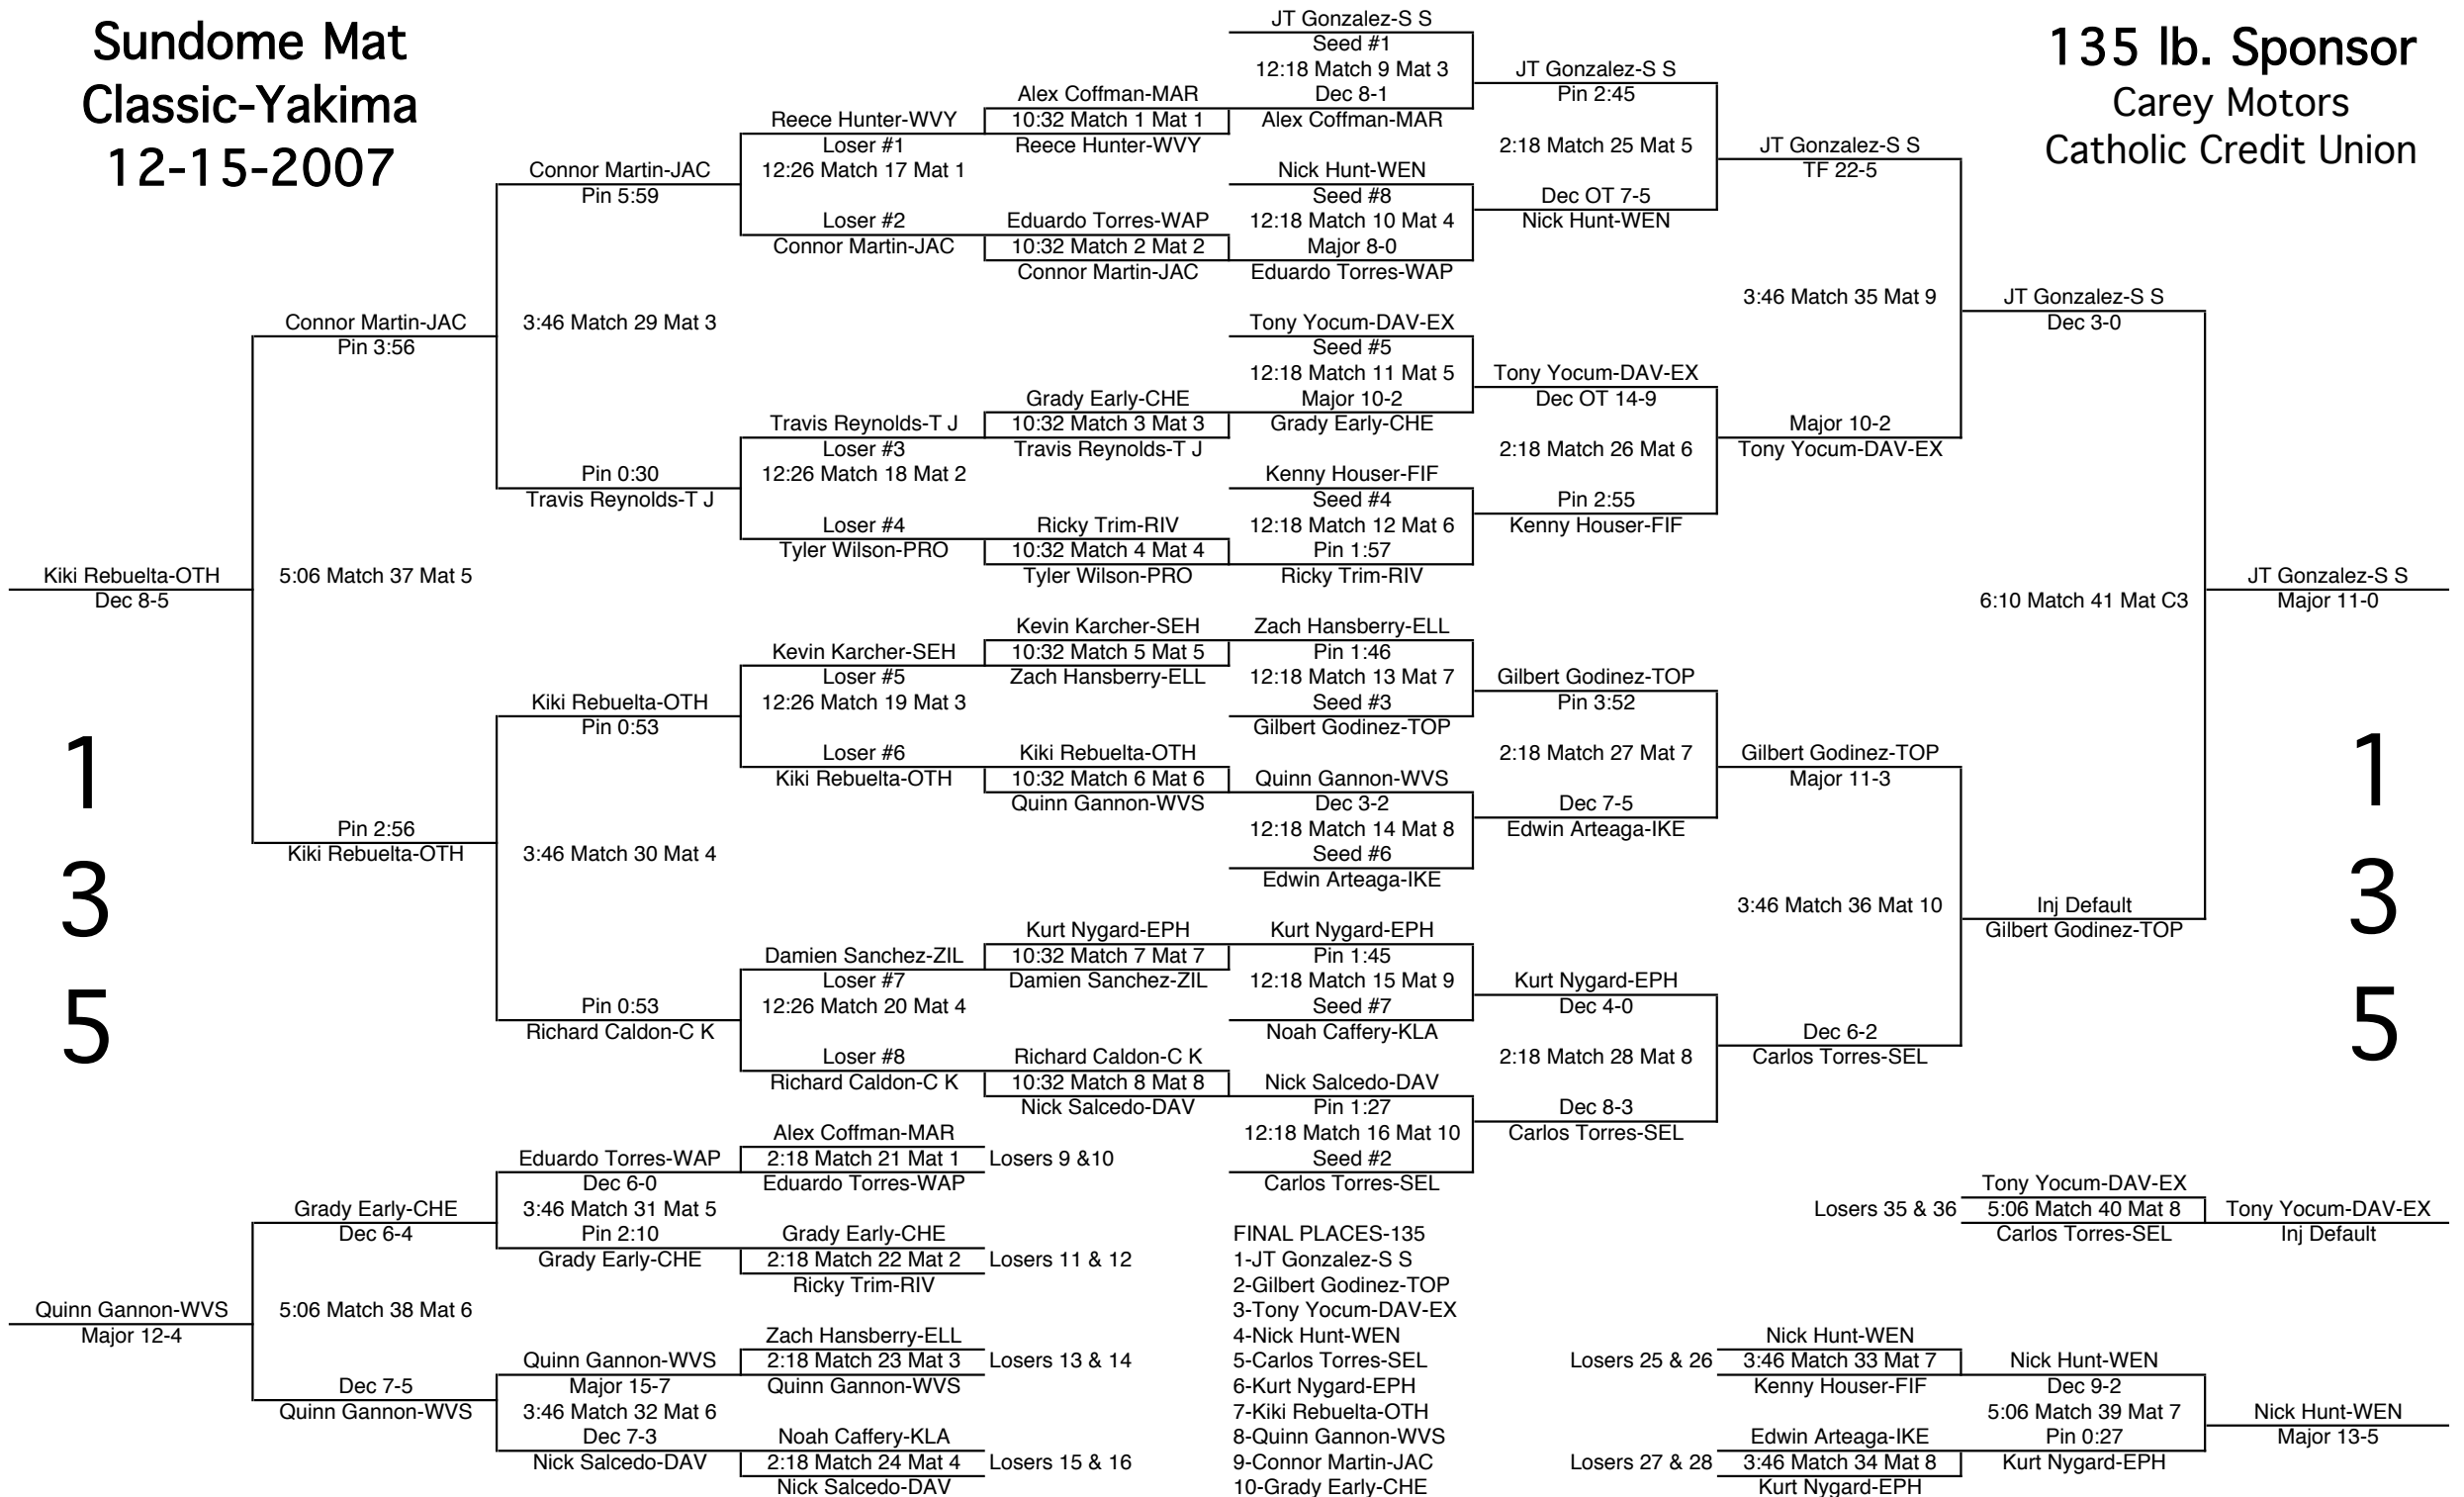 Sundome Mat
Classic-Yakima
12-15-2007
135 lb. Sponsor
Carey Motors
Catholic Credit Union
Kiki Rebuelta-OTH
Dec 8-5
1
3
5
Quinn Gannon-WVS
Major 12-4
Connor Martin-JAC
Pin 3:56
5:06 Match 37 Mat 5
Pin 2:56
Kiki Rebuelta-OTH
Grady Early-CHE
Dec 6-4
5:06 Match 38 Mat 6
Dec 7-5
Quinn Gannon-WVS
Connor Martin-JAC
Pin 5:59
3:46 Match 29 Mat 3
Pin 0:30
Travis Reynolds-T J
Kiki Rebuelta-OTH
Pin 0:53
3:46 Match 30 Mat 4
Pin 0:53
Richard Caldon-C K
Eduardo Torres-WAP
Dec 6-0
3:46 Match 31 Mat 5
Pin 2:10
Grady Early-CHE
Quinn Gannon-WVS
Major 15-7
3:46 Match 32 Mat 6
Dec 7-3
Nick Salcedo-DAV
Reece Hunter-WVY
Loser #1
12:26 Match 17 Mat 1
Loser #2
Connor Martin-JAC
Travis Reynolds-T J
Loser #3
12:26 Match 18 Mat 2
Loser #4
Tyler Wilson-PRO
Kevin Karcher-SEH
Loser #5
12:26 Match 19 Mat 3
Loser #6
Kiki Rebuelta-OTH
Damien Sanchez-ZIL
Loser #7
12:26 Match 20 Mat 4
Loser #8
Richard Caldon-C K
Alex Coffman-MAR
2:18 Match 21 Mat 1
Losers 9 &10
Eduardo Torres-WAP
Grady Early-CHE
2:18 Match 22 Mat 2
Losers 11 & 12
Ricky Trim-RIV
Zach Hansberry-ELL
2:18 Match 23 Mat 3
Losers 13 & 14
Quinn Gannon-WVS
Noah Caffery-KLA
2:18 Match 24 Mat 4
Losers 15 & 16
Nick Salcedo-DAV
Alex Coffman-MAR
10:32 Match 1 Mat 1
Reece Hunter-WVY
Eduardo Torres-WAP
10:32 Match 2 Mat 2
Connor Martin-JAC
Grady Early-CHE
10:32 Match 3 Mat 3
Travis Reynolds-T J
Ricky Trim-RIV
10:32 Match 4 Mat 4
Tyler Wilson-PRO
Kevin Karcher-SEH
10:32 Match 5 Mat 5
Zach Hansberry-ELL
Kiki Rebuelta-OTH
10:32 Match 6 Mat 6
Quinn Gannon-WVS
Kurt Nygard-EPH
10:32 Match 7 Mat 7
Damien Sanchez-ZIL
Richard Caldon-C K
10:32 Match 8 Mat 8
Nick Salcedo-DAV
JT Gonzalez-S S
Seed #1
12:18 Match 9 Mat 3
Dec 8-1
Alex Coffman-MAR
Nick Hunt-WEN
Seed #8
12:18 Match 10 Mat 4
Major 8-0
Eduardo Torres-WAP
Tony Yocum-DAV-EX
Seed #5
12:18 Match 11 Mat 5
Major 10-2
Grady Early-CHE
Kenny Houser-FIF
Seed #4
12:18 Match 12 Mat 6
Pin 1:57
Ricky Trim-RIV
Zach Hansberry-ELL
Pin 1:46
12:18 Match 13 Mat 7
Seed #3
Gilbert Godinez-TOP
Quinn Gannon-WVS
Dec 3-2
12:18 Match 14 Mat 8
Seed #6
Edwin Arteaga-IKE
Kurt Nygard-EPH
Pin 1:45
12:18 Match 15 Mat 9
Seed #7
Noah Caffery-KLA
Nick Salcedo-DAV
Pin 1:27
12:18 Match 16 Mat 10
Seed #2
Carlos Torres-SEL
FINAL PLACES-135
1-JT Gonzalez-S S
2-Gilbert Godinez-TOP
3-Tony Yocum-DAV-EX
4-Nick Hunt-WEN
5-Carlos Torres-SEL
6-Kurt Nygard-EPH
7-Kiki Rebuelta-OTH
8-Quinn Gannon-WVS
9-Connor Martin-JAC
10-Grady Early-CHE
JT Gonzalez-S S
Pin 2:45
2:18 Match 25 Mat 5
Dec OT 7-5
Nick Hunt-WEN
Tony Yocum-DAV-EX
Dec OT 14-9
2:18 Match 26 Mat 6
Pin 2:55
Kenny Houser-FIF
Gilbert Godinez-TOP
Pin 3:52
2:18 Match 27 Mat 7
Dec 7-5
Edwin Arteaga-IKE
Kurt Nygard-EPH
Dec 4-0
2:18 Match 28 Mat 8
Dec 8-3
Carlos Torres-SEL
JT Gonzalez-S S
TF 22-5
3:46 Match 35 Mat 9
Major 10-2
Tony Yocum-DAV-EX
Gilbert Godinez-TOP
Major 11-3
3:46 Match 36 Mat 10
Dec 6-2
Carlos Torres-SEL
JT Gonzalez-S S
Dec 3-0
6:10 Match 41 Mat C3
Inj Default
Gilbert Godinez-TOP
JT Gonzalez-S S
Major 11-0
1
3
5
Tony Yocum-DAV-EX
Losers 35 & 36
5:06 Match 40 Mat 8
Carlos Torres-SEL
Tony Yocum-DAV-EX
Inj Default
Nick Hunt-WEN
Losers 25 & 26
3:46 Match 33 Mat 7
Kenny Houser-FIF
Edwin Arteaga-IKE
Losers 27 & 28
3:46 Match 34 Mat 8
Kurt Nygard-EPH
Nick Hunt-WEN
Dec 9-2
5:06 Match 39 Mat 7
Pin 0:27
Kurt Nygard-EPH
Nick Hunt-WEN
Major 13-5